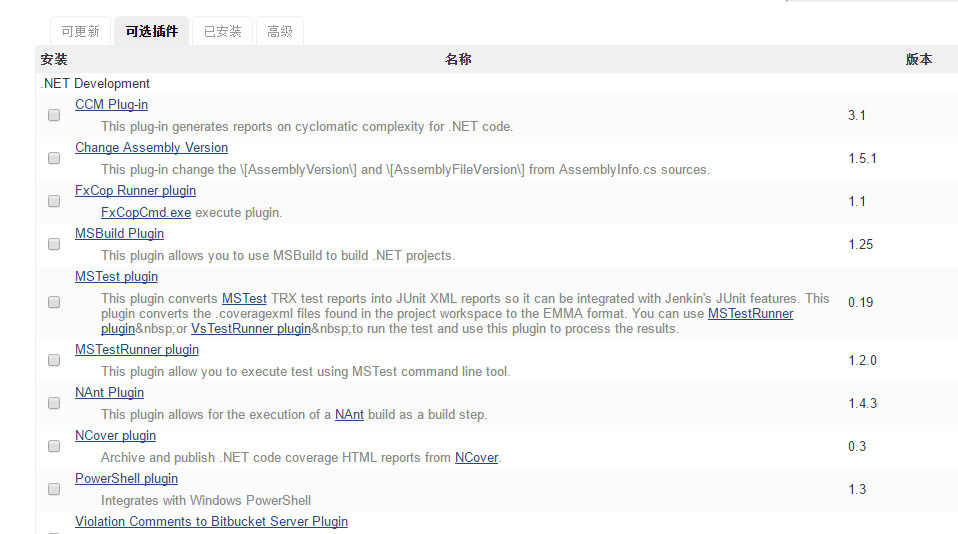 可更新 可选插件 已安装 高级
安装 名称 版本
.NET Development
CCM Plug-in
This plug-in generates reports on cyclomatic complexity for .NET code.
3.1
Change Assembly Version
This plug-in change the \[AssemblyVersion\] and \[AssemblyFileVersion\] from AssemblyInfo.cs sources.
1.5.1
FxCop Runner plugin
FxCopCmd.exe execute plugin.
1.1
MSBuild Plugin
This plugin allows you to use MSBuild to build .NET projects.
1.25
MSTest plugin
This plugin converts MSTest TRX test reports into JUnit XML reports so it can be integrated with Jenkin's JUnit features. This
plugin converts the .coveragexml files found in the project workspace to the EMMA format. You can use MSTestRunner
plugin&nbsp;or VsTestRunner plugin&nbsp;to run the test and use this plugin to process the results.
0.19
MSTestRunner plugin
This plugin allow you to execute test using MSTest command line tool.
1.2.0
NAnt Plugin
This plugin allows for the execution of a NAnt build as a build step.
1.4.3
NCover plugin
Archive and publish .NET code coverage HTML reports from NCover.
0.3
PowerShell plugin
Integrates with Windows PowerShell
1.3
Violation Comments to Bitbucket Server Plugin